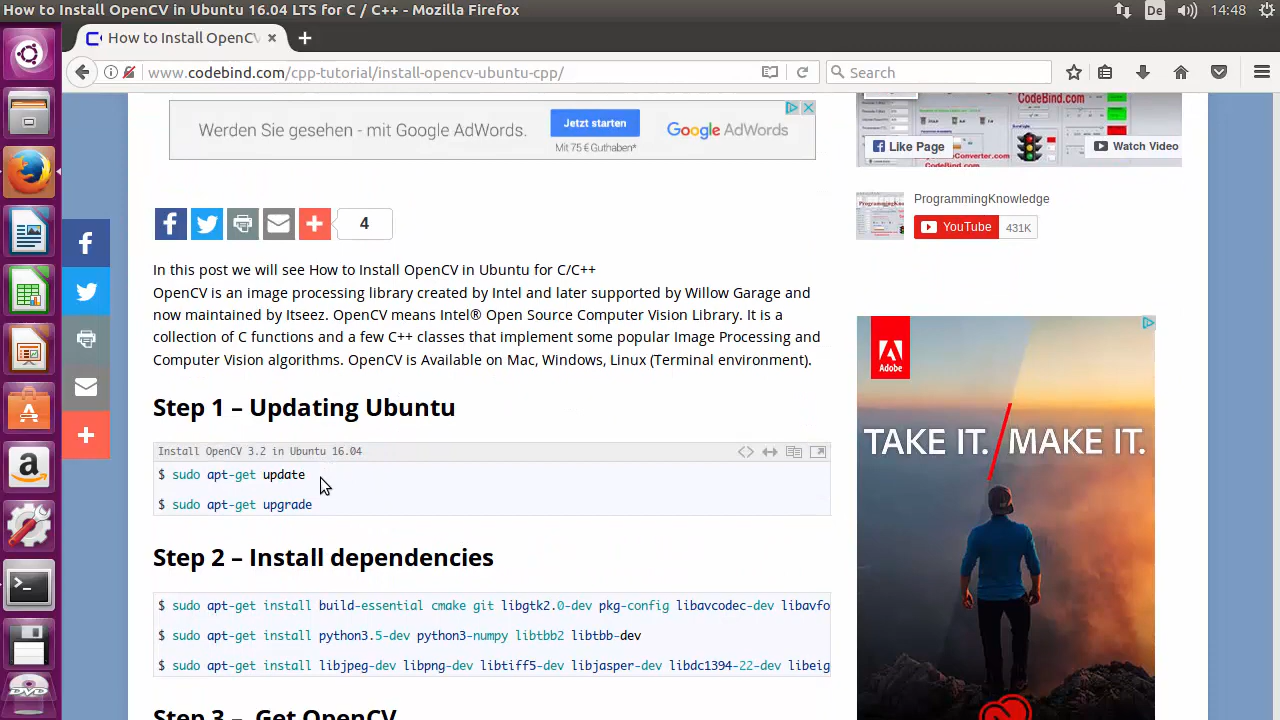 How to Install OpenCV in Ubuntu 16.04 LTS for C / C++ - Mozilla Firefox
De
14:48
How to Install OpenCV
www.codebind.com/cpp-tutorial/install-opencv-ubuntu-cpp/
Search
Werden Sie gesehen - mit Google AdWords.
Jetzt starten
Mit 75 € Guthaben*
Google AdWords
CodeBind.com
Like Page
Watch Video
CodeBind.com
4
ProgrammingKnowledge
YouTube
431K
In this post we will see How to Install OpenCV in Ubuntu for C/C++
OpenCV is an image processing library created by Intel and later supported by Willow Garage and
now maintained by Itseez. OpenCV means Intel® Open Source Computer Vision Library. It is a
collection of C functions and a few C++ classes that implement some popular Image Processing and
Computer Vision algorithms. OpenCV is Available on Mac, Windows, Linux (Terminal Environment).
Adobe
TAKE IT. / MAKE IT.
Step 1 – Updating Ubuntu
Install OpenCV 3.2 in Ubuntu 16.04
$ sudo apt-get update
$ sudo apt-get upgrade
Step 2 – Install dependencies
$ sudo apt-get install build-essential cmake git libgtk2.0-dev pkg-config libavcodec-dev libavfo
$ sudo apt-get install python3.5-dev python3-numpy libtbb2 libtbb-dev
$ sudo apt-get install libjpeg-dev libpng-dev libtiff5-dev libjasper-dev libdc1394-22-dev libeig
Step 3 – Get OpenCV